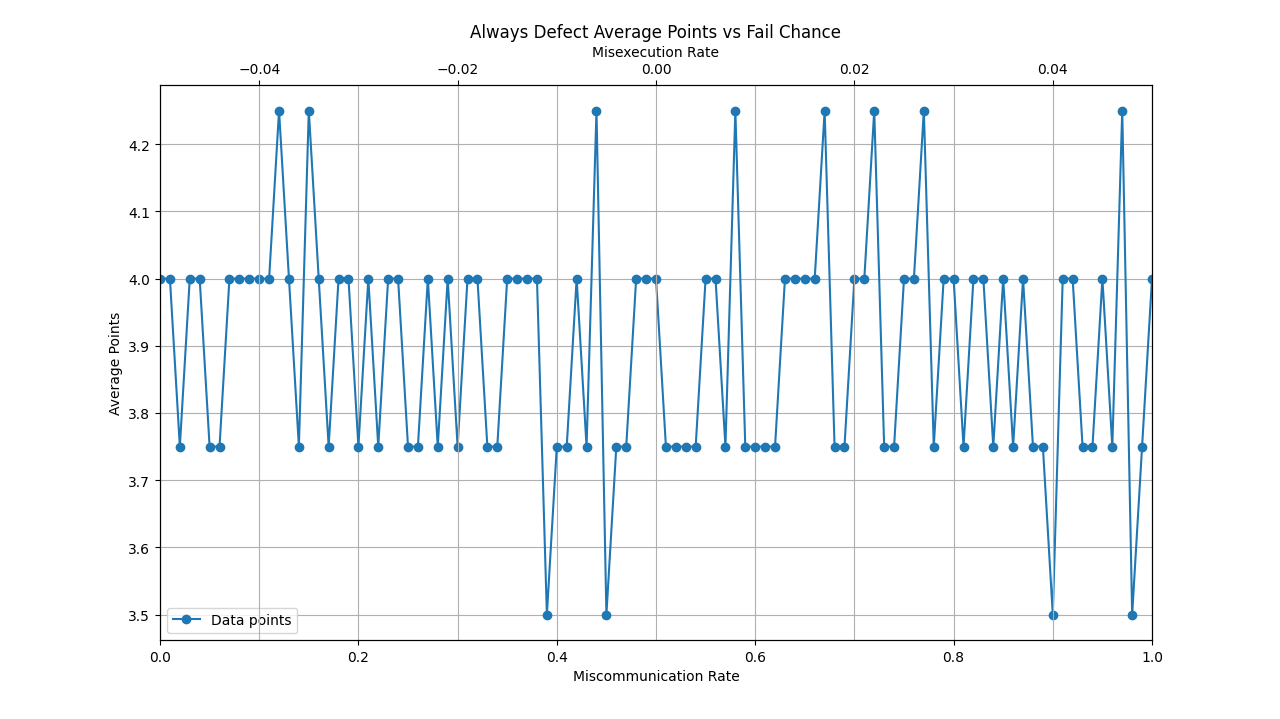 Always Defect Average Points vs Fail Chance
Misexecution Rate
−0.04 −0.02 0.00 0.02 0.04
4.2
4.1
4.0
3.9
3.8
3.7
3.6
3.5
Average Points
Data points
0.0 0.2 0.4 0.6 0.8 1.0
Miscommunication Rate